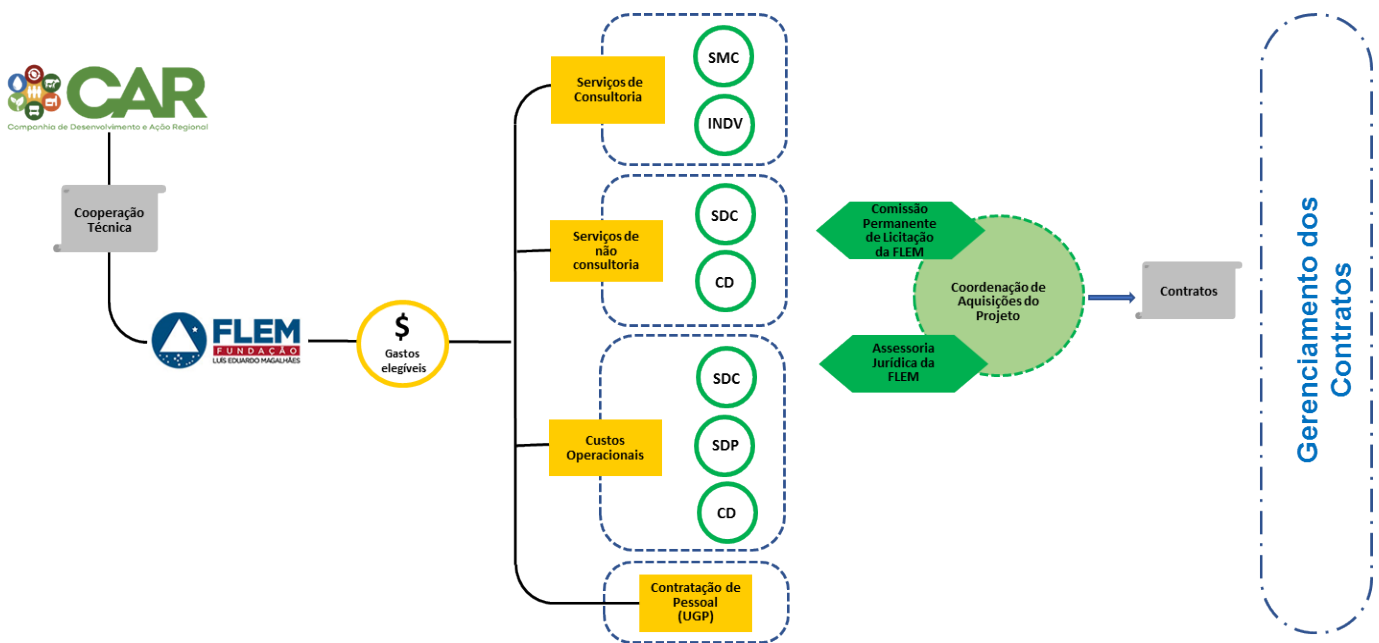 CAR
Companhia de Desenvolvimento e Ação Regional
Cooperação
Técnica
FLEM
FUNDAÇÃO
LUIS EDUARDO MAGALHÃES
$
Gastos
elegíveis
Serviços de
Consultoria
SMC
INDV
Serviços de
não
consultoria
SDC
CD
Custos
Operacionais
SDC
SDP
CD
Contratação de
Pessoal
(UGP)
Comissão
Permanente
de Licitação
da FLEM
Coordenação de
Aquisições do
Projeto
Assessoria
Jurídica da
FLEM
Contratos
Gerenciamento dos
Contratos